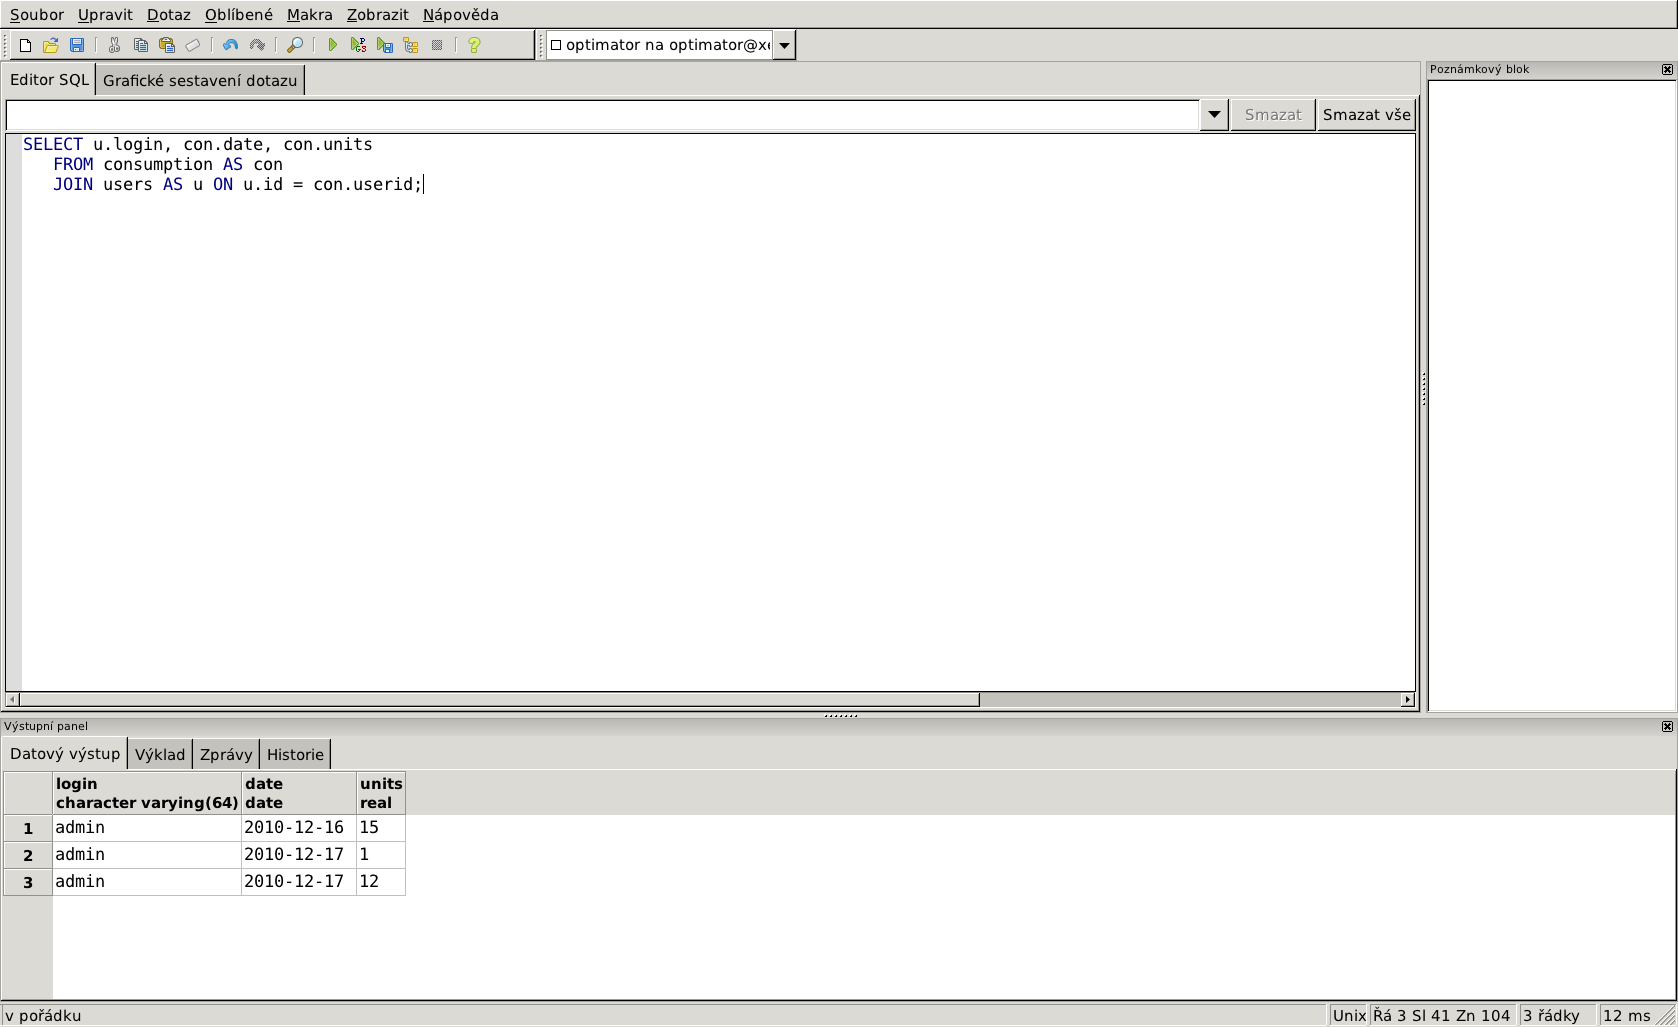 Soubor Upravit Dotaz Oblíbené Makra Zobrazit Nápověda
optimator na optimator@x
Editor SQL Grafické sestavení dotazu
Poznámkový blok
Smazat Smazat vše
SELECT u.login, con.date, con.units
FROM consumption AS con
JOIN users AS u ON u.id = con.userid;
Výstupní panel
Datový výstup Výklad Zprávy Historie
login date units
character varying(64) date real
1 admin 2010-12-16 15
2 admin 2010-12-17 1
3 admin 2010-12-17 12
v pořádku Unix Řá 3 Sl 41 Zn 104 3 řádky 12 ms